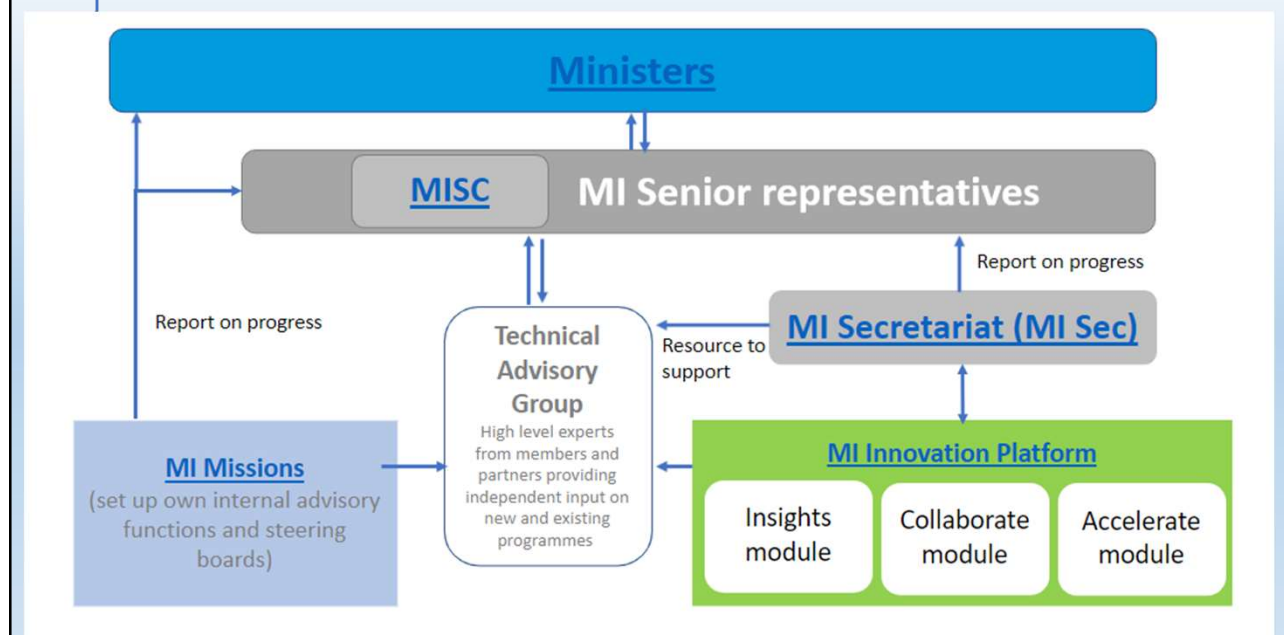 Ministers
MISC
MI Senior representatives
Report on progress
Report on progress
MI Secretariat (MI Sec)
Resource to
support
Technical
Advisory
Group
High level experts
from members and
partners providing
independent input on
new and existing
programmes
MI Missions
(set up own internal advisory
functions and steering
boards)
MI Innovation Platform
Insights
module
Collaborate
module
Accelerate
module